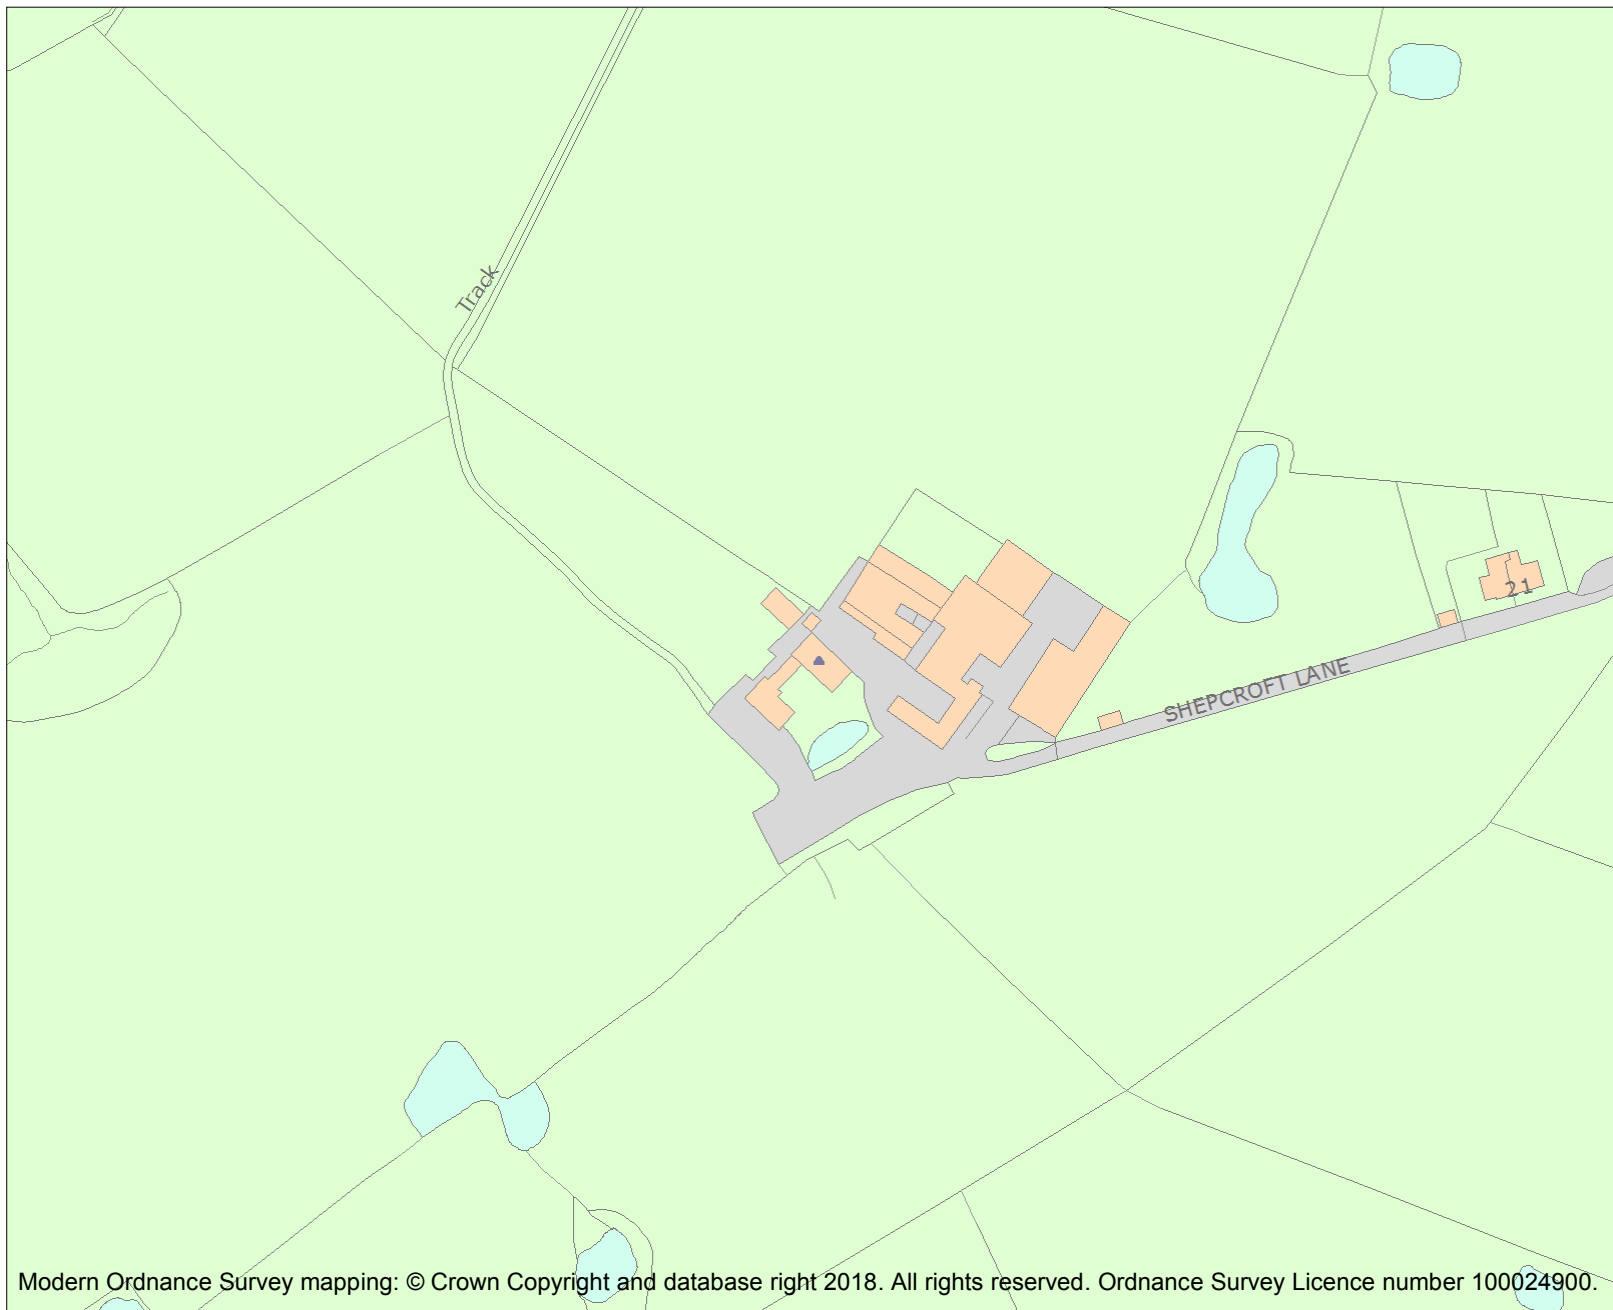 Track
21
SHEPCROFT LANE
Modern Ordnance Survey mapping: © Crown Copyright and database right 2018. All rights reserved. Ordnance Survey Licence number 100024900.